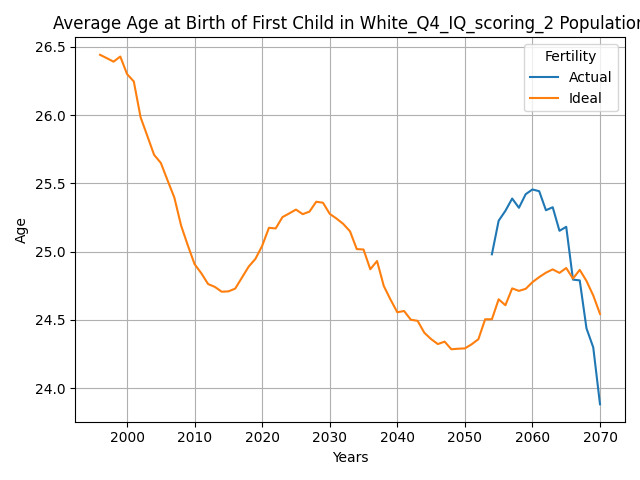 Average Age at Birth of First Child in White_Q4_IQ_scoring_2 Population
Fertility
Actual
Ideal
26.5
26.0
25.5
25.0
24.5
24.0
Age
2000 2010 2020 2030 2040 2050 2060 2070
Years